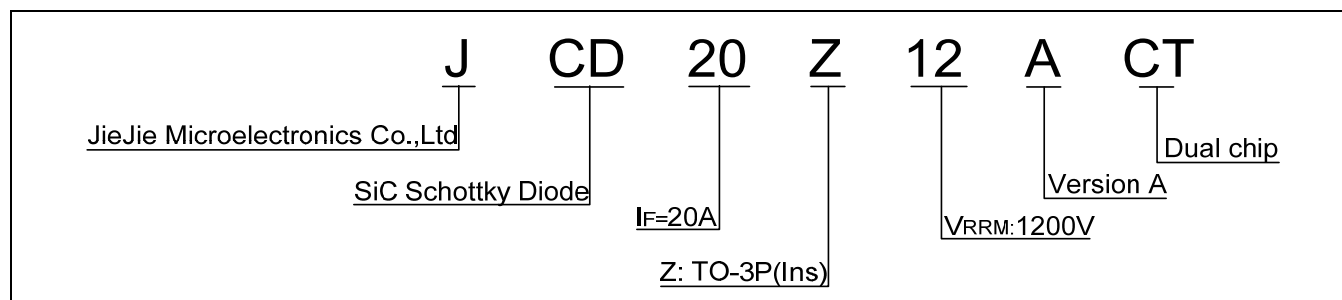 J CD 20 Z 12 A CT
JieJie Microelectronics Co.,Ltd
Dual chip
SiC Schottky Diode
Version A
IF=20A
VRRM:1200V
Z: TO-3P(Ins)